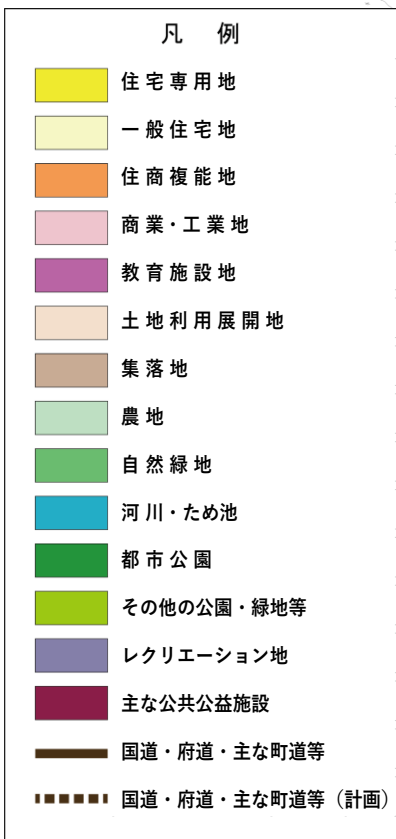 凡 例
住宅専用地
一般住宅地
住商複能地
商業・工業地
教育施設地
土地利用展開地
集落地
農地
自然緑地
河川・ため池
都市公園
その他の公園・緑地等
レクリエーション地
主な公共公益施設
国道・府道・主な町道等
国道・府道・主な町道等（計画）